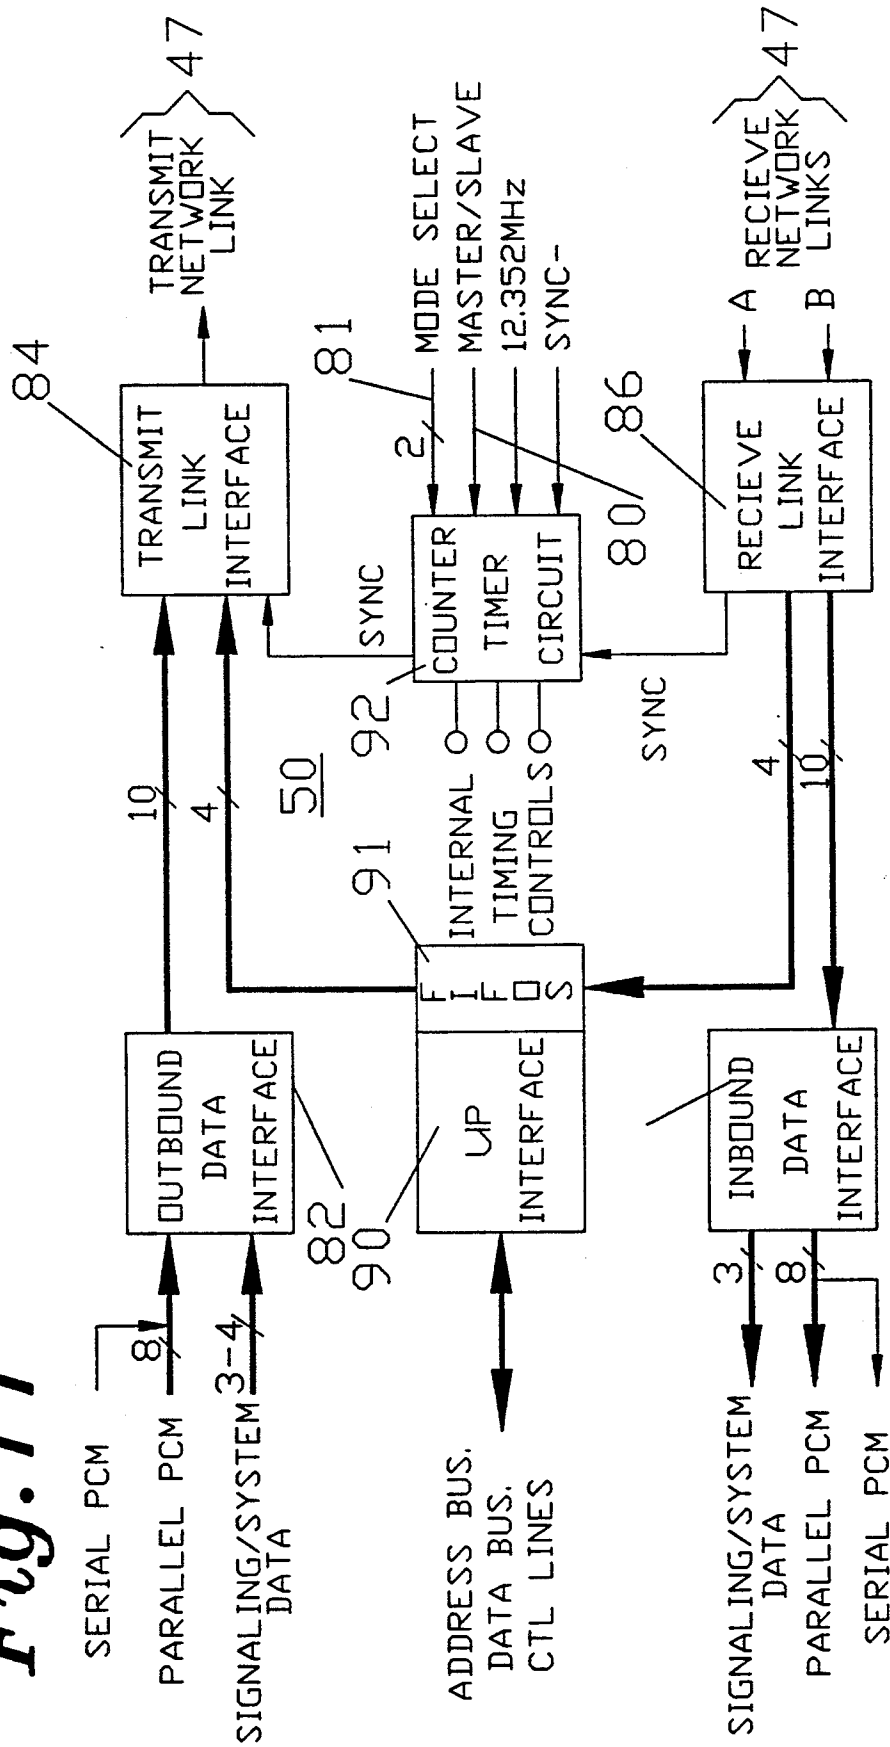 Fig. 11
SERIAL PCM
PARALLEL PCM
SIGNALING/SYSTEM
DATA
8
3-4
OUTBOUND
DATA
INTERFACE
82
10
4
84
TRANSMIT
LINK
INTERFACE
TRANSMIT
NETWORK
LINK
47
50
ADDRESS BUS.
DATA BUS.
CTL LINES
90
UP
INTERFACE
FIFOS
91
INTERNAL
TIMING
CONTROLS
92
SYNC
COUNTER
TIMER
CIRCUIT
SYNC
2
81
80
MODE SELECT
MASTER/SLAVE
12.352MHz
SYNC-
SIGNALING/SYSTEM
DATA
PARALLEL PCM
SERIAL PCM
3
8
INBOUND
DATA
INTERFACE
4
10
86
RECIEVE
LINK
INTERFACE
A
B
RECIEVE
NETWORK
LINKS
47